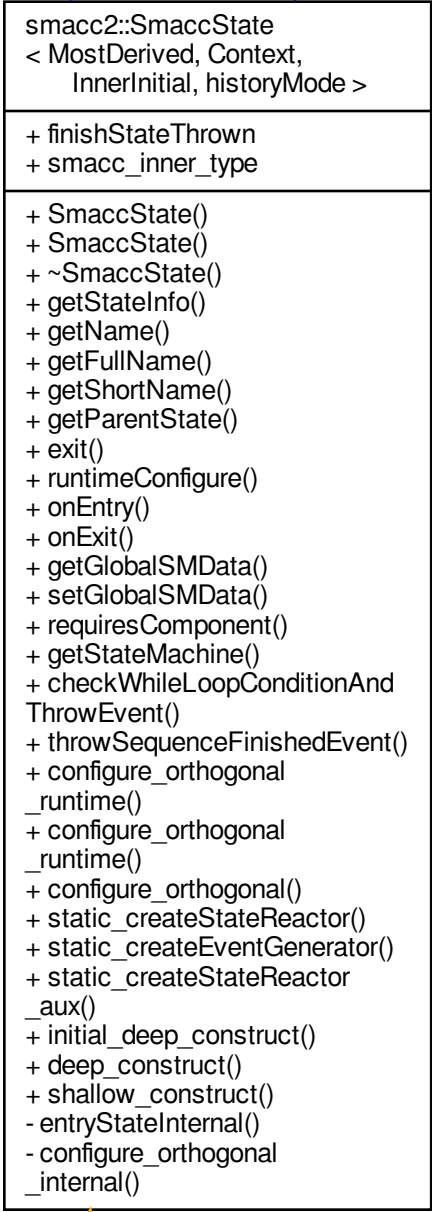 smacc2::SmaccState
< MostDerived, Context,
InnerInitial, historyMode >
+ finishStateThrown
+ smacc_inner_type
+ SmaccState()
+ SmaccState()
+ ~SmaccState()
+ getStateInfo()
+ getName()
+ getFullName()
+ getShortName()
+ getParentState()
+ exit()
+ runtimeConfigure()
+ onEntry()
+ onExit()
+ getGlobalSMData()
+ setGlobalSMData()
+ requiresComponent()
+ getStateMachine()
+ checkWhileLoopConditionAnd
ThrowEvent()
+ throwSequenceFinishedEvent()
+ configure_orthogonal
_runtime()
+ configure_orthogonal
_runtime()
+ configure_orthogonal()
+ static_createStateReactor()
+ static_createEventGenerator()
+ static_createStateReactor
_aux()
+ initial_deep_construct()
+ deep_construct()
+ shallow_construct()
- entryStateInternal()
- configure_orthogonal
_internal()